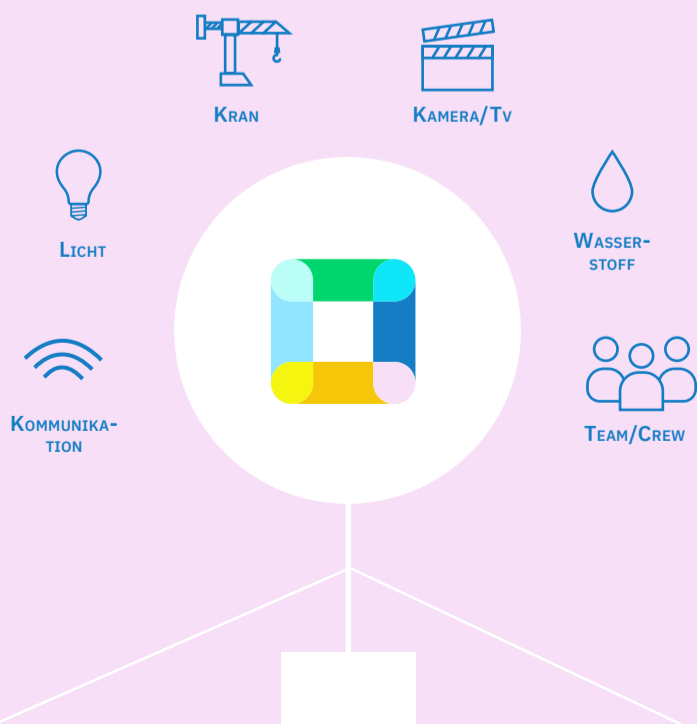 Kran
Kamera/Tv
Licht
Wasser-
stoff
Kommunika-
tion
Team/Crew